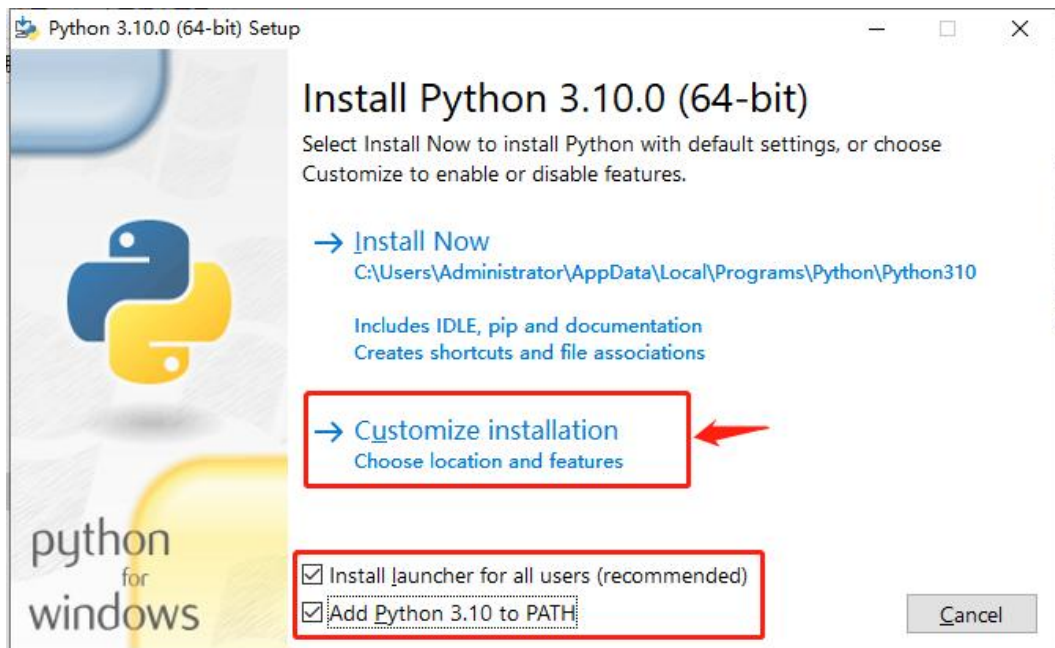 Python 3.10.0 (64-bit) Setup
Install Python 3.10.0 (64-bit)
Select Install Now to install Python with default settings, or choose
Customize to enable or disable features.
Install Now
C:\Users\Administrator\AppData\Local\Programs\Python\Python310
Includes IDLE, pip and documentation
Creates shortcuts and file associations
Customize installation
Choose location and features
python
for
windows
Install launcher for all users (recommended)
Add Python 3.10 to PATH
Cancel